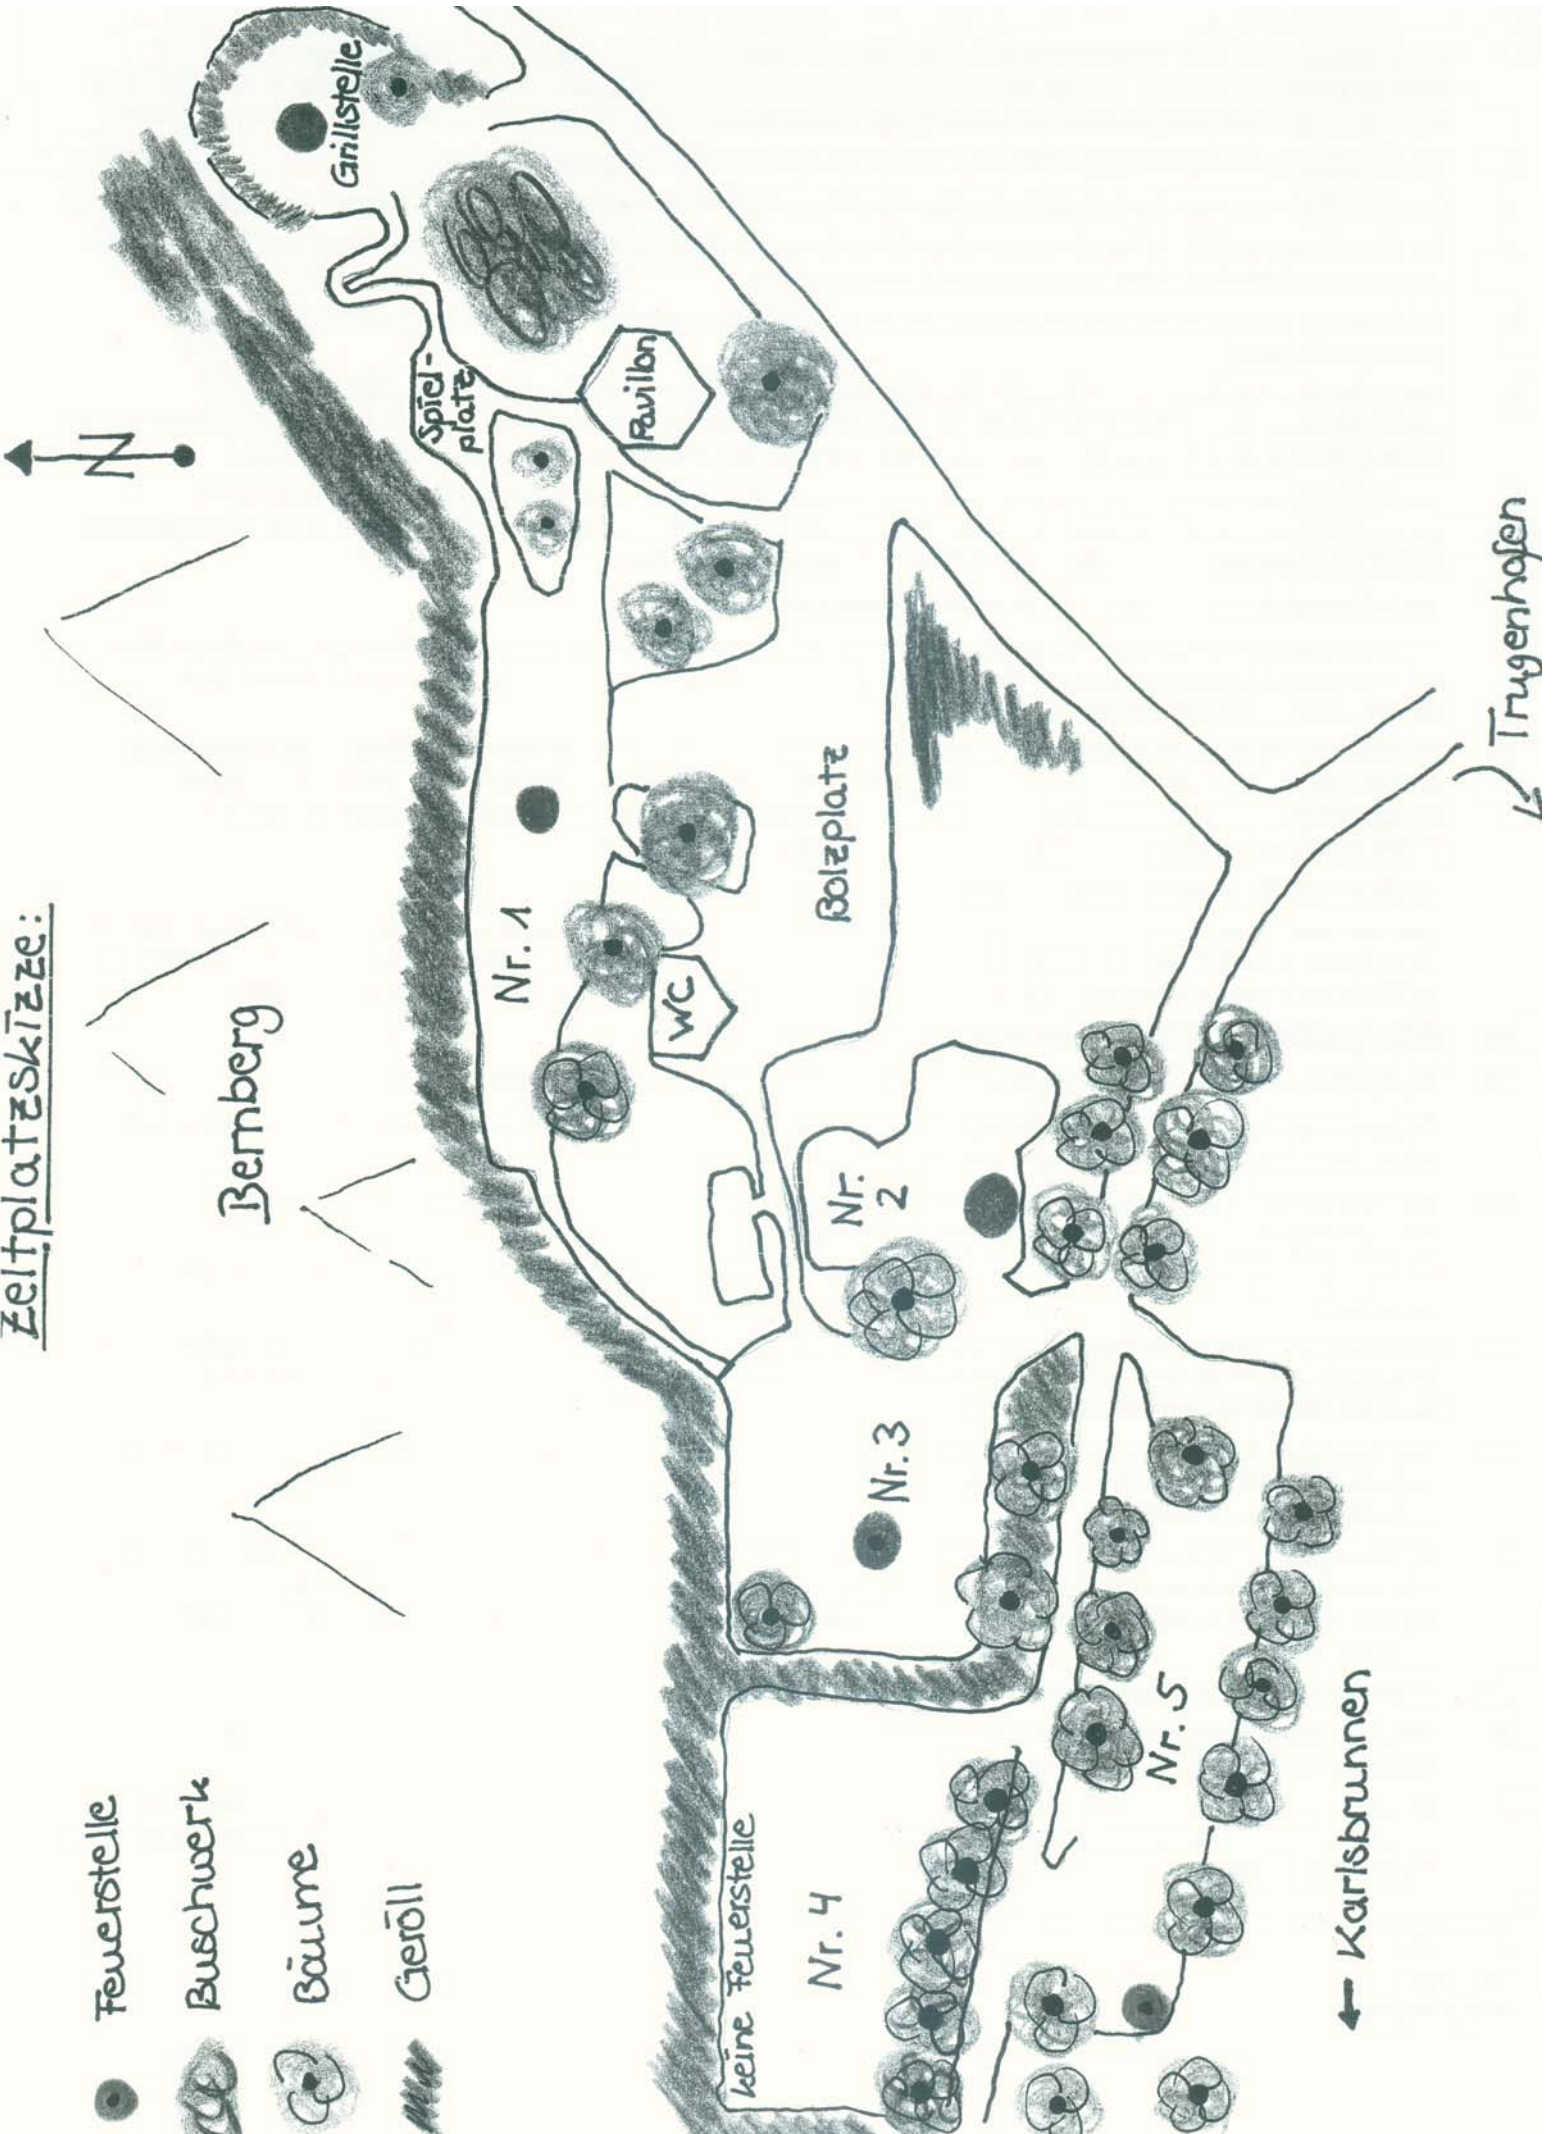 Zeltplatzskizze:
N
Bernberg
Grillstelle
Spiel-
platz
Pavillon
Nr. 1
WC
Bolzplatz
Nr.
2
Nr. 3
keine Feuerstelle
Nr. 4
Nr. 5
← Karlsbrunnen
Trugenhofen
Feuerstelle
Buschwerk
Bäume
Geröll